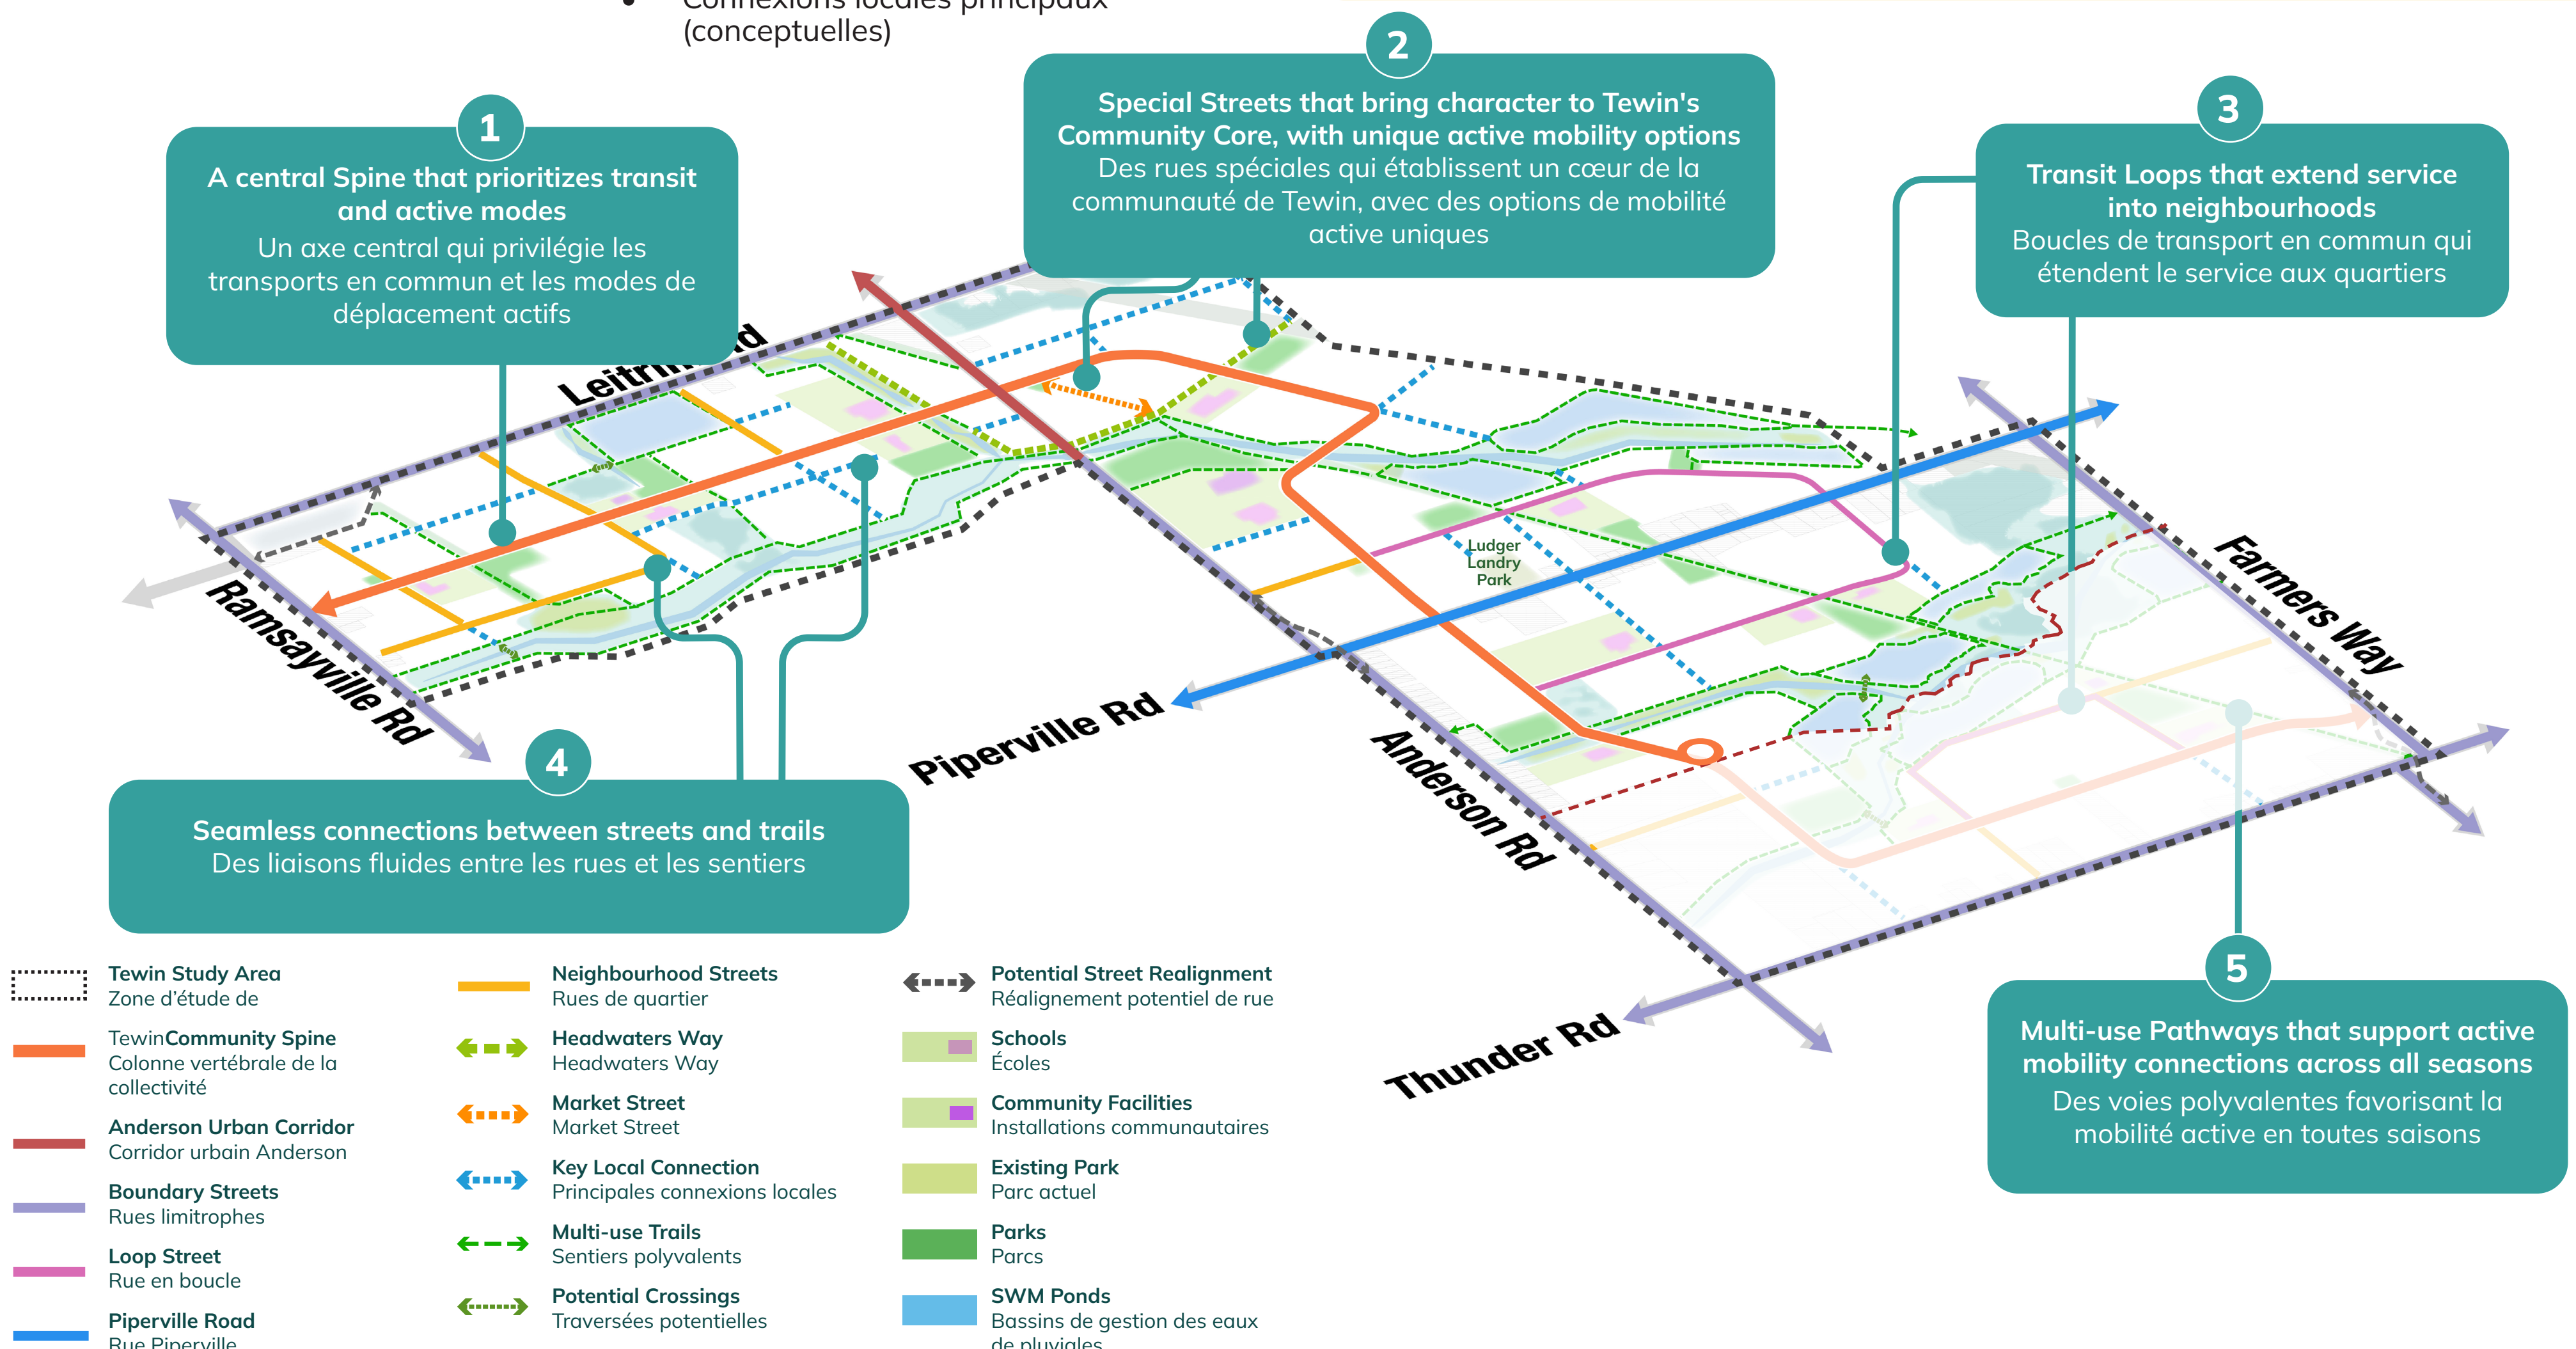 Connexions locales principaux
(conceptuelles)
1
A central Spine that prioritizes transit
and active modes
Un axe central qui privilégie les
transports en commun et les modes de
déplacement actifs
2
Special Streets that bring character to Tewin's
Community Core, with unique active mobility options
Des rues spéciales qui établissent un cœur de la
communauté de Tewin, avec des options de mobilité
active uniques
3
Transit Loops that extend service
into neighbourhoods
Boucles de transport en commun qui
étendent le service aux quartiers
Ludger
Landry
Park
Ramsayville Rd
Piperville Rd
Anderson Rd
Farmers Way
Thunder Rd
4
Seamless connections between streets and trails
Des liaisons fluides entre les rues et les sentiers
5
Multi-use Pathways that support active
mobility connections across all seasons
Des voies polyvalentes favorisant la
mobilité active en toutes saisons
Tewin Study Area
Zone d'étude de
TewinCommunity Spine
Colonne vertébrale de la
collectivité
Anderson Urban Corridor
Corridor urbain Anderson
Boundary Streets
Rues limitrophes
Loop Street
Rue en boucle
Piperville Road
Rue Piperville
Neighbourhood Streets
Rues de quartier
Headwaters Way
Headwaters Way
Market Street
Market Street
Key Local Connection
Principales connexions locales
Multi-use Trails
Sentiers polyvalents
Potential Crossings
Traversées potentielles
Potential Street Realignment
Réalignement potentiel de rue
Schools
Écoles
Community Facilities
Installations communautaires
Existing Park
Parc actuel
Parks
Parcs
SWM Ponds
Bassins de gestion des eaux
de pluviales